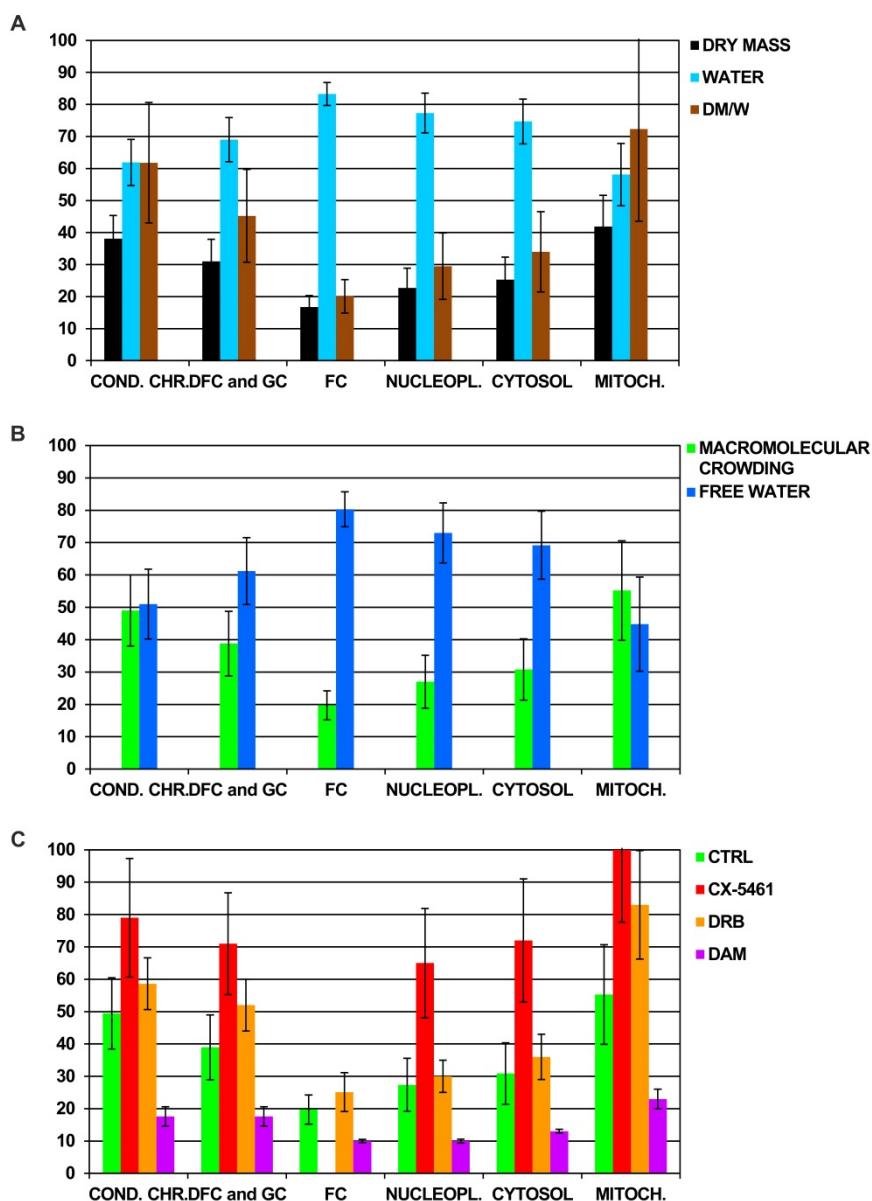 A
100
90
80
70
60
50
40
30
20
10
0
DRY MASS
WATER
DM/W
COND. CHR. DFC and GC FC NUCLEOPL. CYTOSOL MITOCH.
B
100
90
80
70
60
50
40
30
20
10
0
MACROMOLECULAR
CROWDING
FREE WATER
COND. CHR. DFC and GC FC NUCLEOPL. CYTOSOL MITOCH.
C
100
90
80
70
60
50
40
30
20
10
0
CTRL
CX-5461
DRB
DAM
COND. CHR. DFC and GC FC NUCLEOPL. CYTOSOL MITOCH.